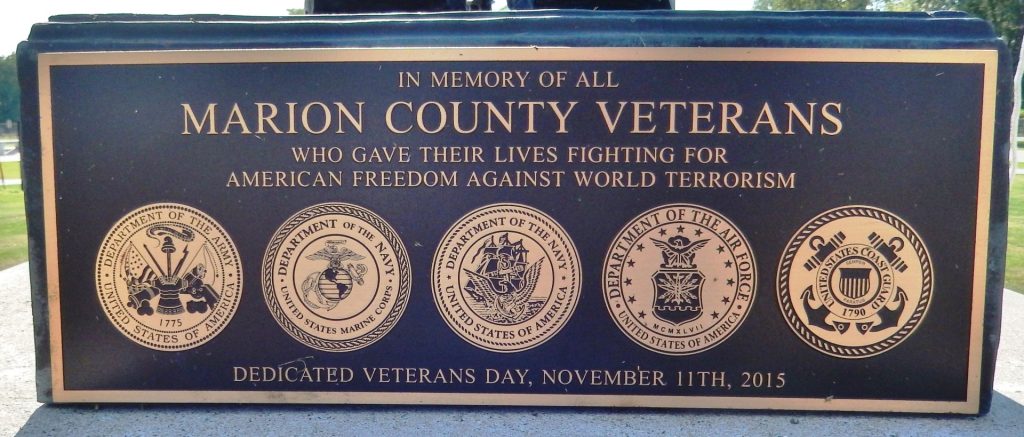 IN MEMORY OF ALL
MARION COUNTY VETERANS
WHO GAVE THEIR LIVES FIGHTING FOR
AMERICAN FREEDOM AGAINST WORLD TERRORISM
DEPARTMENT OF THE ARMY
1775
UNITED STATES OF AMERICA
DEPARTMENT OF THE NAVY
UNITED STATES MARINE CORPS
DEPARTMENT OF THE NAVY
UNITED STATES OF AMERICA
DEPARTMENT OF THE AIR FORCE
MCMXLVII
UNITED STATES OF AMERICA
UNITED STATES COAST GUARD
1790
DEDICATED VETERANS DAY, NOVEMBER 11TH, 2015